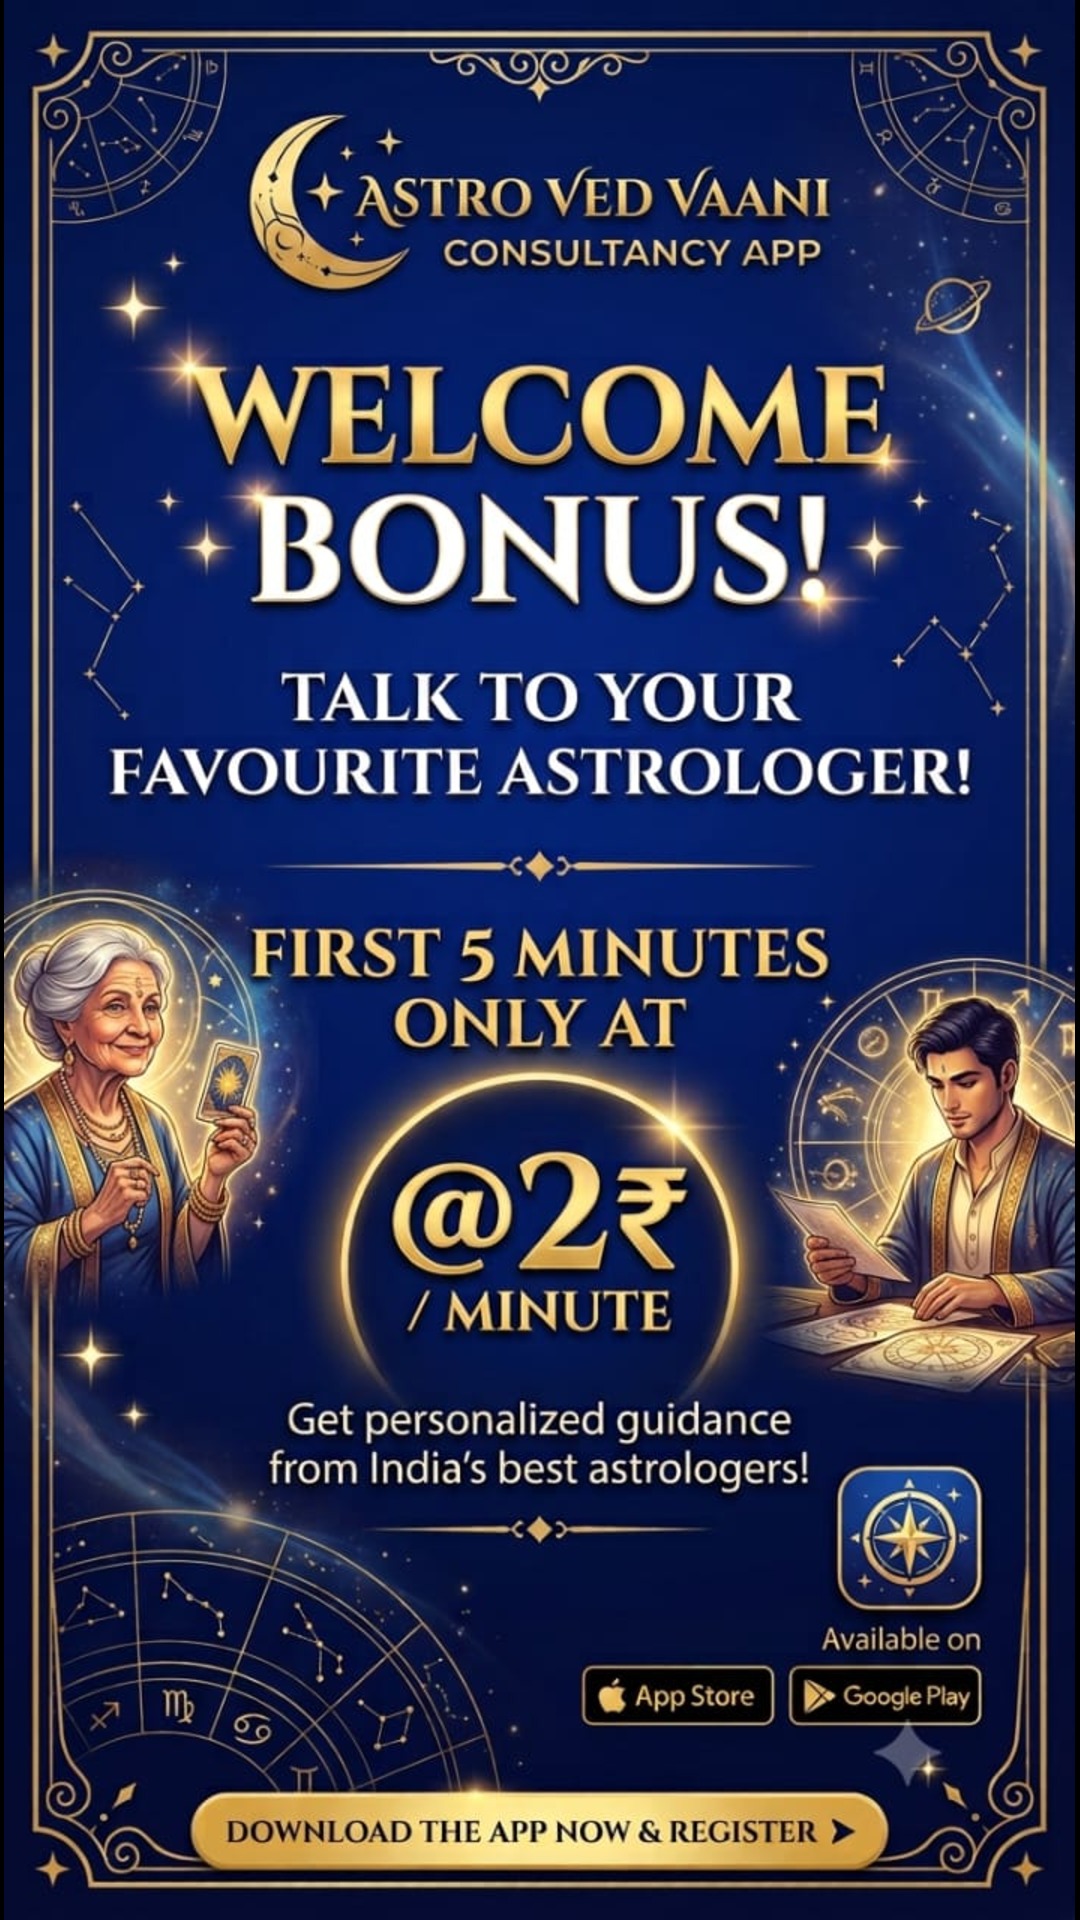 ASTRO VED VAANI
CONSULTANCY APP
WELCOME
BONUS!
TALK TO YOUR
FAVOURITE ASTROLOGER!
FIRST 5 MINUTES
ONLY AT
@2₹
/ MINUTE
Get personalized guidance
from India's best astrologers!
Available on
App Store
Google Play
DOWNLOAD THE APP NOW & REGISTER